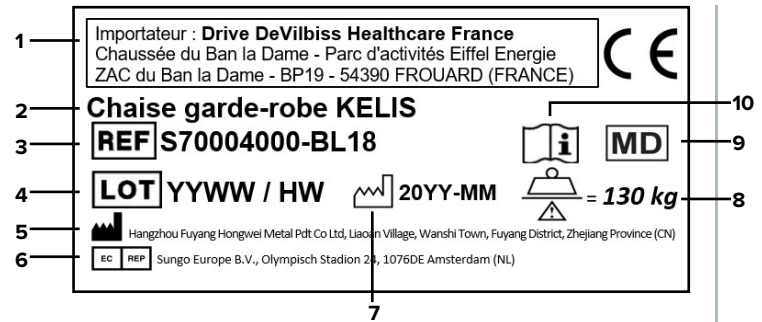 1
Importateur : Drive DeVilbiss Healthcare France
Chaussée du Ban la Dame - Parc d'activités Eiffel Energie
ZAC du Ban la Dame - BP19 - 54390 FROUARD (FRANCE)
CE
2
Chaise garde-robe KELIS
10
3
REF S70004000-BL18
i
MD
9
4
LOT YYWW / HW
20YY-MM
= 130 kg
8
5
Hangzhou Fuyang Hongwei Metal Pdt Co Ltd, Liaoan Village, Wanshi Town, Fuyang District, Zhejiang Province (CN)
6
EC REP Sungo Europe B.V., Olympisch Stadion 24, 1076DE Amsterdam (NL)
7